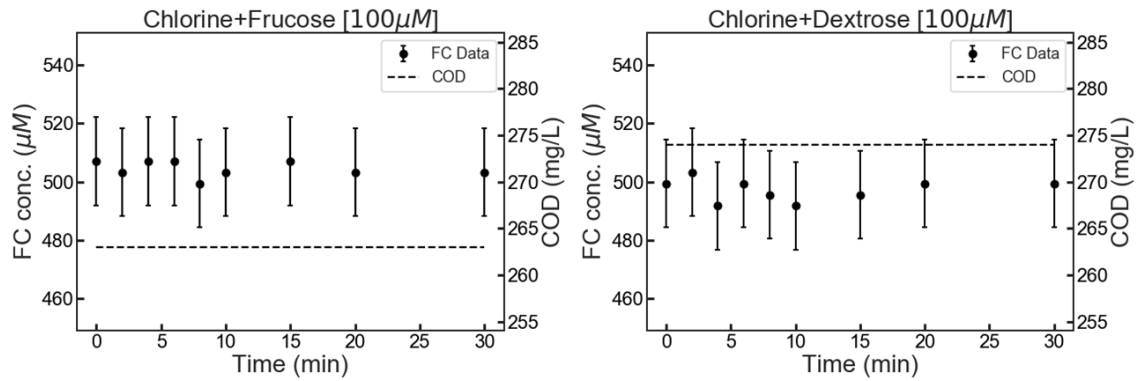 Chlorine+Frucose [100μM]
FC Data
COD
540
520
500
480
460
285
280
275
270
265
260
255
FC conc. (μM)
COD (mg/L)
0 5 10 15 20 25 30
Time (min)
Chlorine+Dextrose [100μM]
FC Data
COD
540
520
500
480
460
285
280
275
270
265
260
255
FC conc. (μM)
COD (mg/L)
0 5 10 15 20 25 30
Time (min)